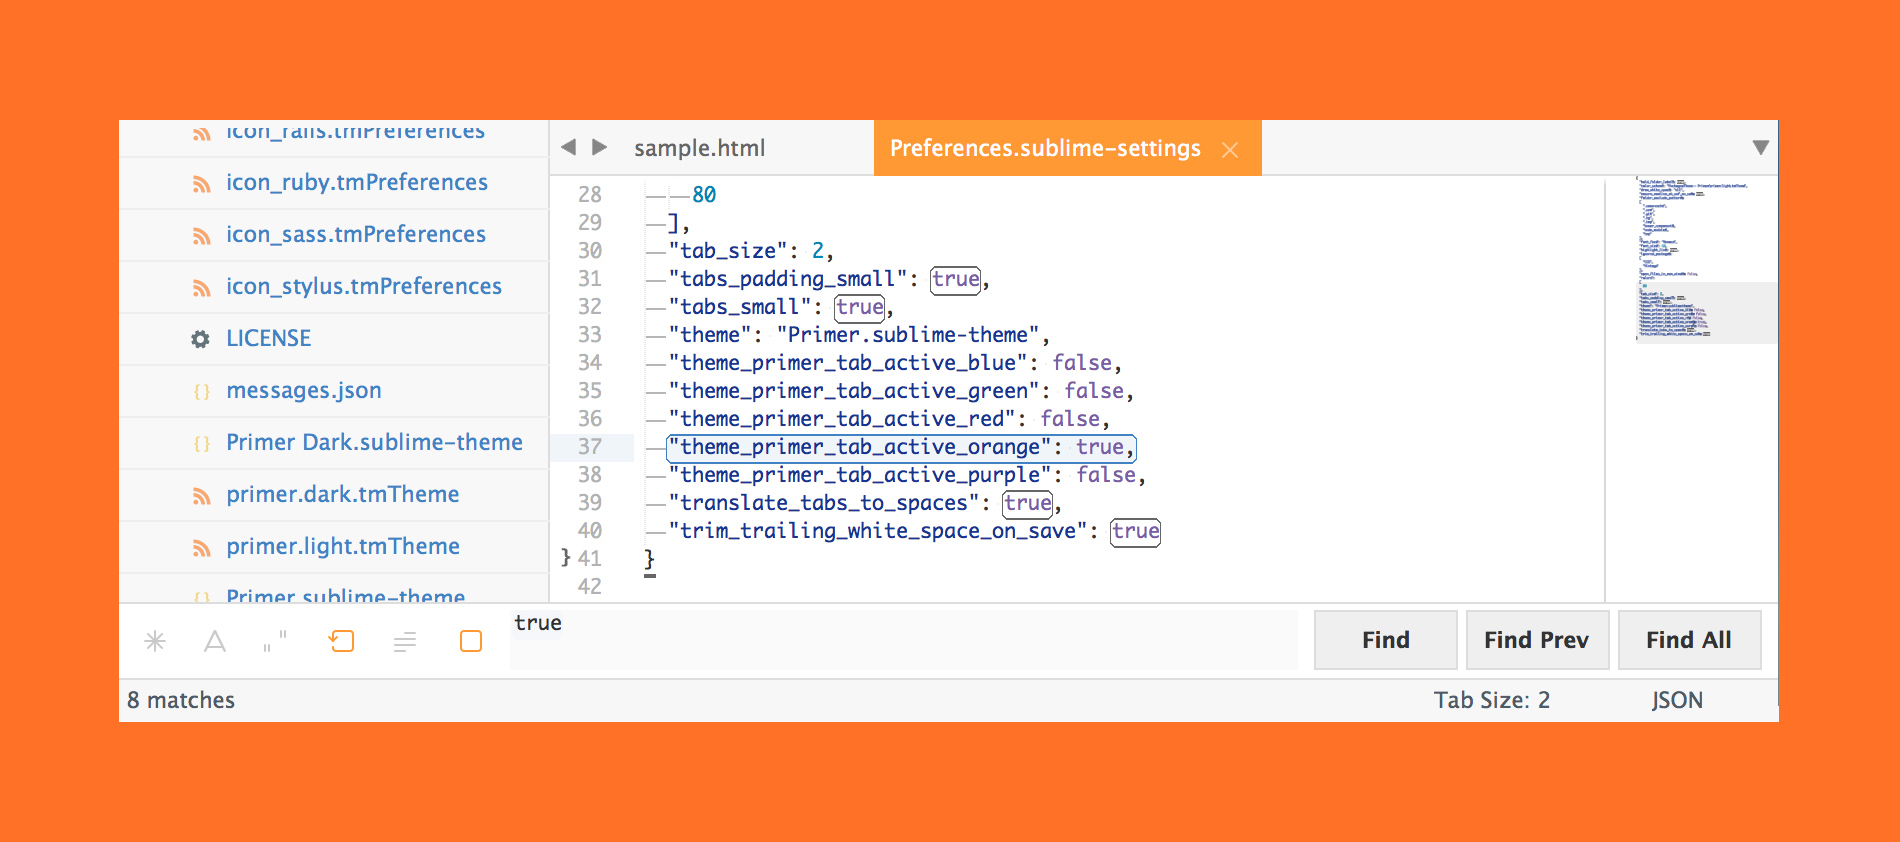 icon_rails.tmPreferences
icon_ruby.tmPreferences
icon_sass.tmPreferences
icon_stylus.tmPreferences
LICENSE
{} messages.json
{} Primer Dark.sublime-theme
primer.dark.tmTheme
primer.light.tmTheme
{} Primer.sublime-theme
sample.html
Preferences.sublime-settings
28 80
29 ],
30 "tab_size": 2,
31 "tabs_padding_small": true,
32 "tabs_small": true,
33 "theme": "Primer.sublime-theme",
34 "theme_primer_tab_active_blue": false,
35 "theme_primer_tab_active_green": false,
36 "theme_primer_tab_active_red": false,
37 "theme_primer_tab_active_orange": true,
38 "theme_primer_tab_active_purple": false,
39 "translate_tabs_to_spaces": true,
40 "trim_trailing_white_space_on_save": true
} 41 }
42
true
Find
Find Prev
Find All
8 matches
Tab Size: 2
JSON